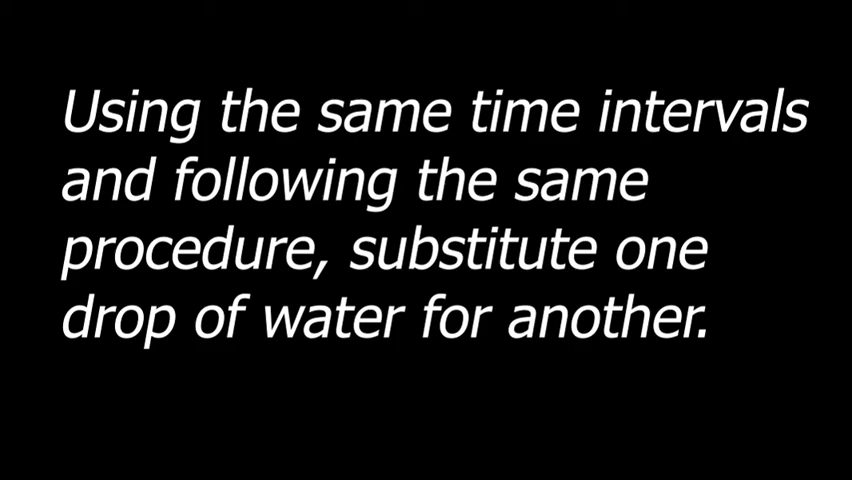 Using the same time intervals
and following the same
procedure, substitute one
drop of water for another.